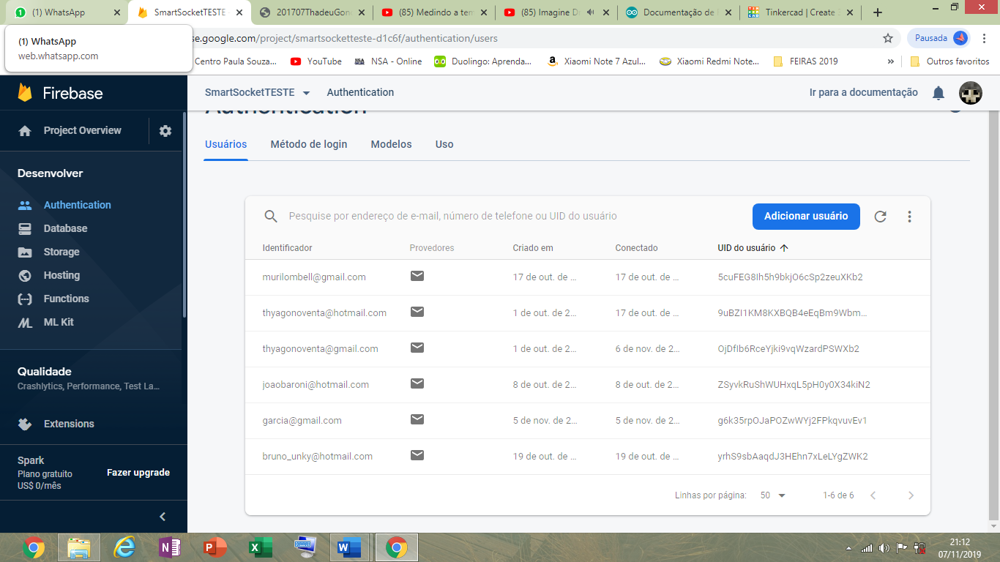 (1) WhatsApp
SmartSocketTESTE -
201707ThadeuGon
(85) Medindo a tem
(85) Imagine D
Documentação de
Tinkercad | Create
(1) WhatsApp
web.whatsapp.com
se.google.com/project/smartsocketteste-d1c6f/authentication/users
Pausada
Centro Paula Souza...
YouTube
NSA - Online
Duolingo: Aprenda...
Xiaomi Note 7 Azul...
Xiaomi Redmi Note...
FEIRAS 2019
»
Outros favoritos
Firebase
SmartSocketTESTE
Authentication
Ir para a documentação
Authentication
Project Overview
Usuários
Método de login
Modelos
Uso
Desenvolver
Authentication
Database
Storage
Hosting
Functions
ML Kit
Qualidade
Crashlytics, Performance, Test La...
Extensions
Spark
Plano gratuito
US$ 0/mês
Fazer upgrade
Pesquise por endereço de e-mail, número de telefone ou UID do usuário
Adicionar usuário
Identificador Provedores Criado em Conectado UID do usuário
murilombell@gmail.com 17 de out. de ... 17 de out. de ... 5cuFEG8Ih5h9bkjO6cSp2zeuXKb2
thyagonoventa@hotmail.com 1 de out. de 2... 17 de out. de ... 9uBZI1KM8KXBQB4eEqBm9Wbm...
thyagonoventa@gmail.com 1 de out. de 2... 6 de nov. de 2... OjDfIb6RceYjki9vqWzardPSWXb2
joaobaroni@hotmail.com 8 de out. de 2... 8 de out. de 2... ZSyvkRuShWUHxqL5pH0y0X34kiN2
garcia@gmail.com 5 de nov. de 2... 5 de nov. de 2... g6k35rpOJaPOZwWYj2FPkqvuvEv1
bruno_unky@hotmail.com 19 de out. de ... 19 de out. de ... yrhS9sbAaqdJ3HEhn7xLeLYgZWK2
Linhas por página: 50 1-6 de 6
21:12
07/11/2019